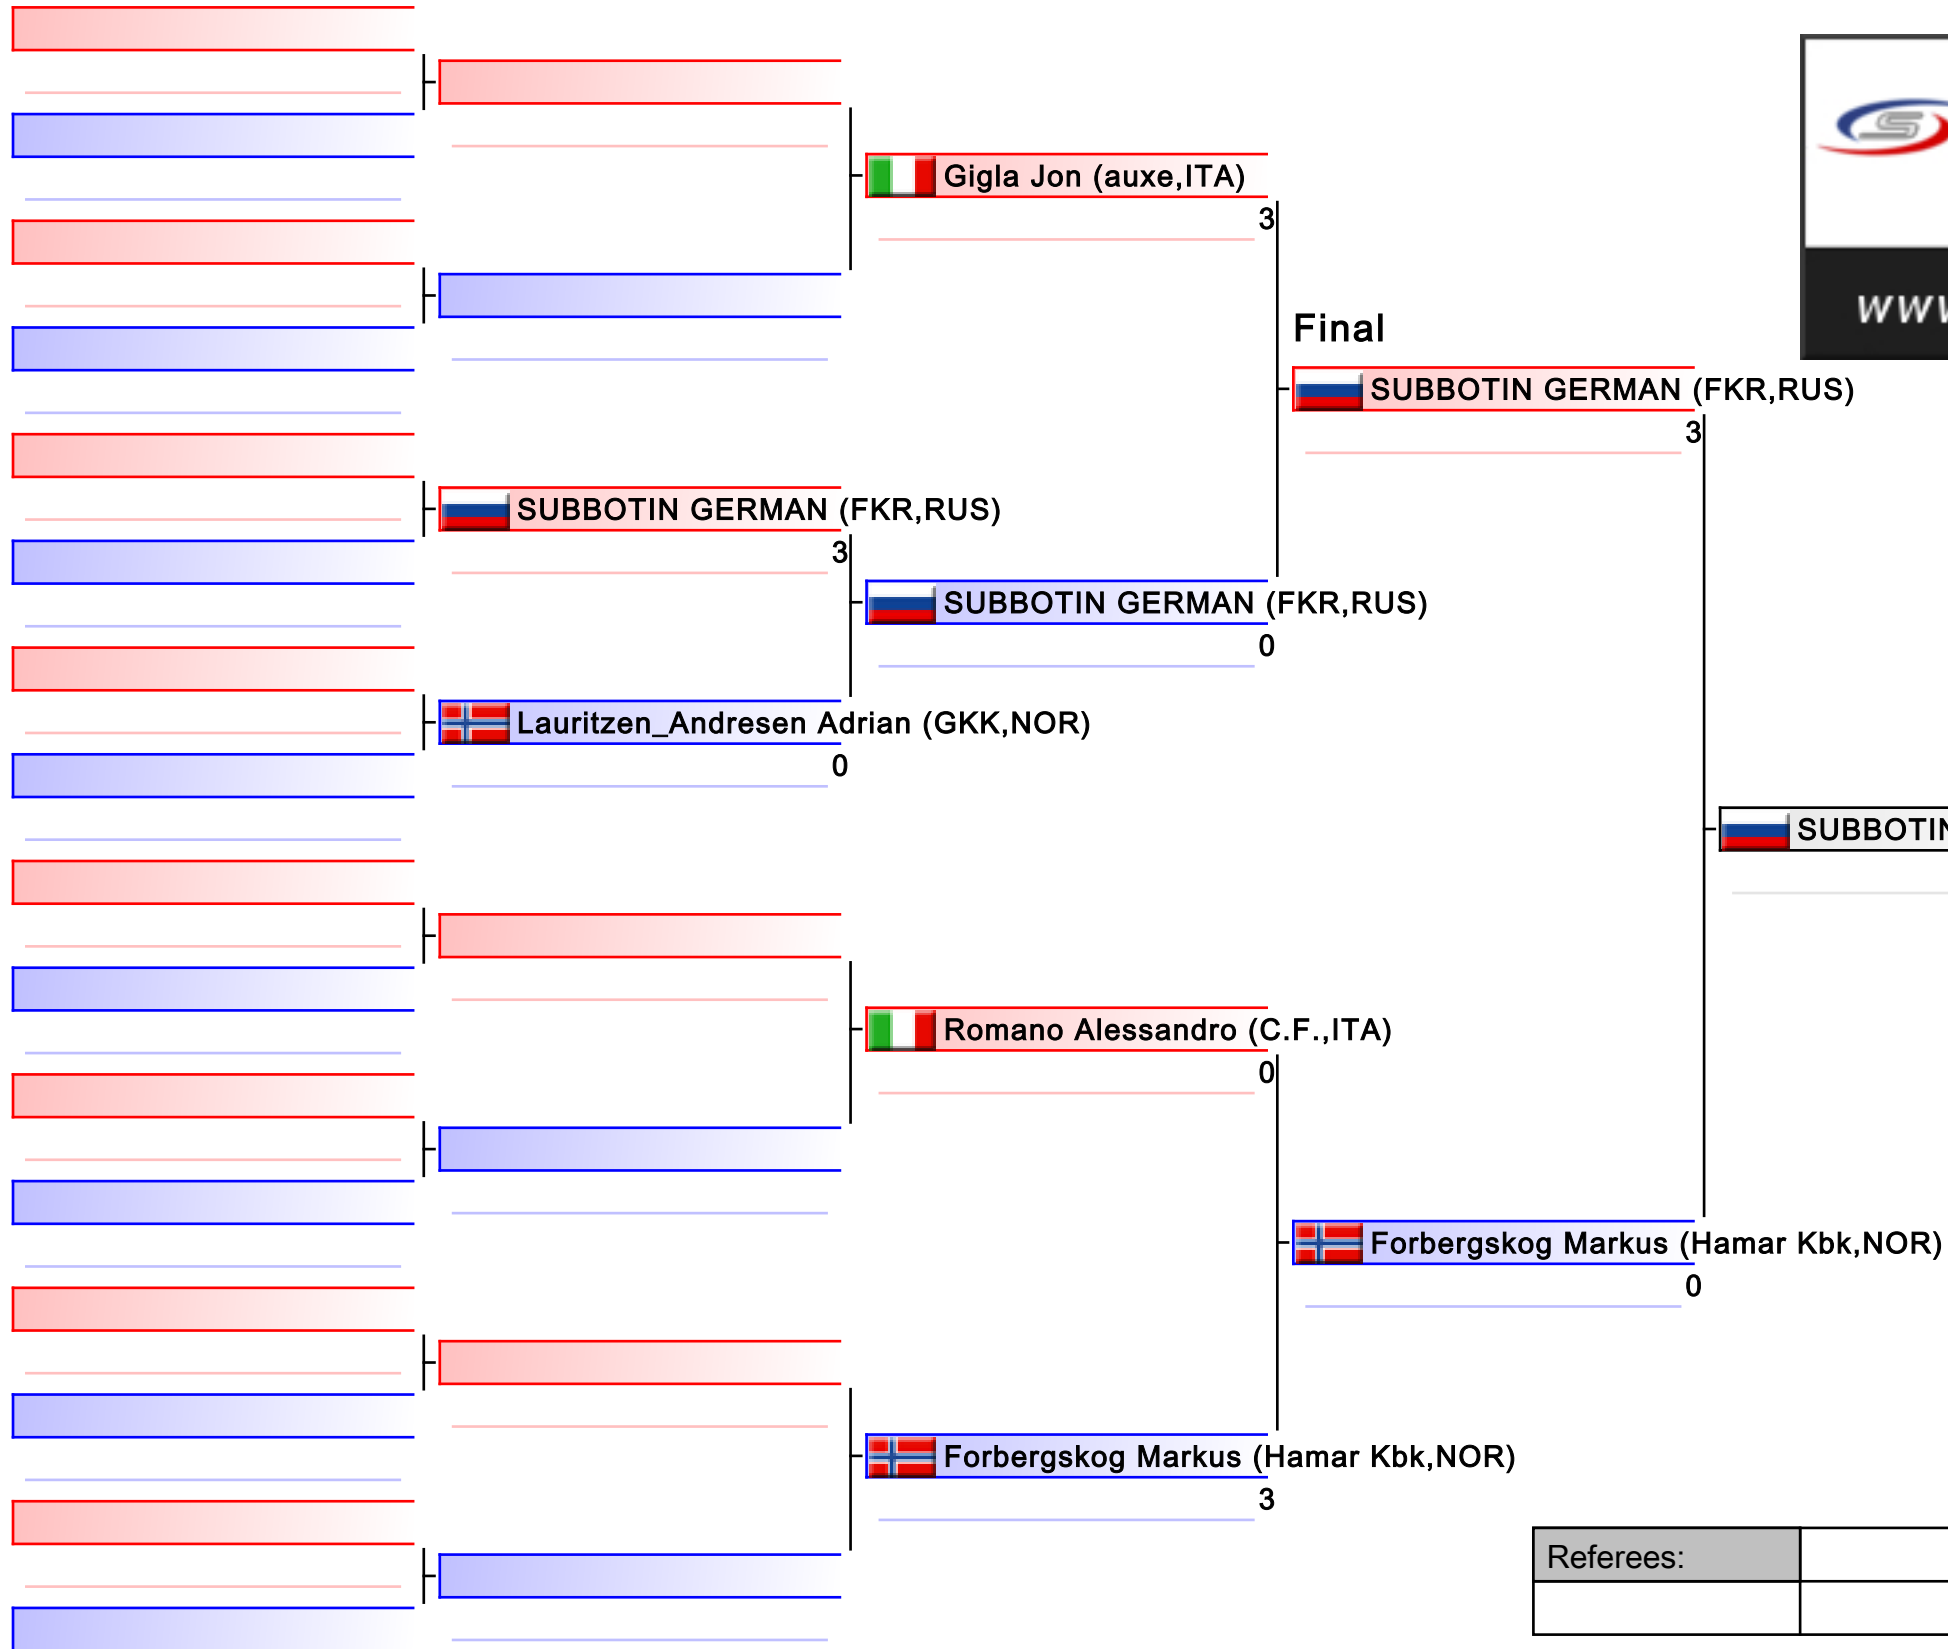 Gigla Jon (auxe,ITA)
3
www
Final
SUBBOTIN GERMAN (FKR,RUS)
3
SUBBOTIN GERMAN (FKR,RUS)
3
SUBBOTIN GERMAN (FKR,RUS)
0
Lauritzen_Andresen Adrian (GKK,NOR)
0
SUBBOTIN
Romano Alessandro (C.F.,ITA)
0
Forbergskog Markus (Hamar Kbk,NOR)
0
Forbergskog Markus (Hamar Kbk,NOR)
3
Referees: